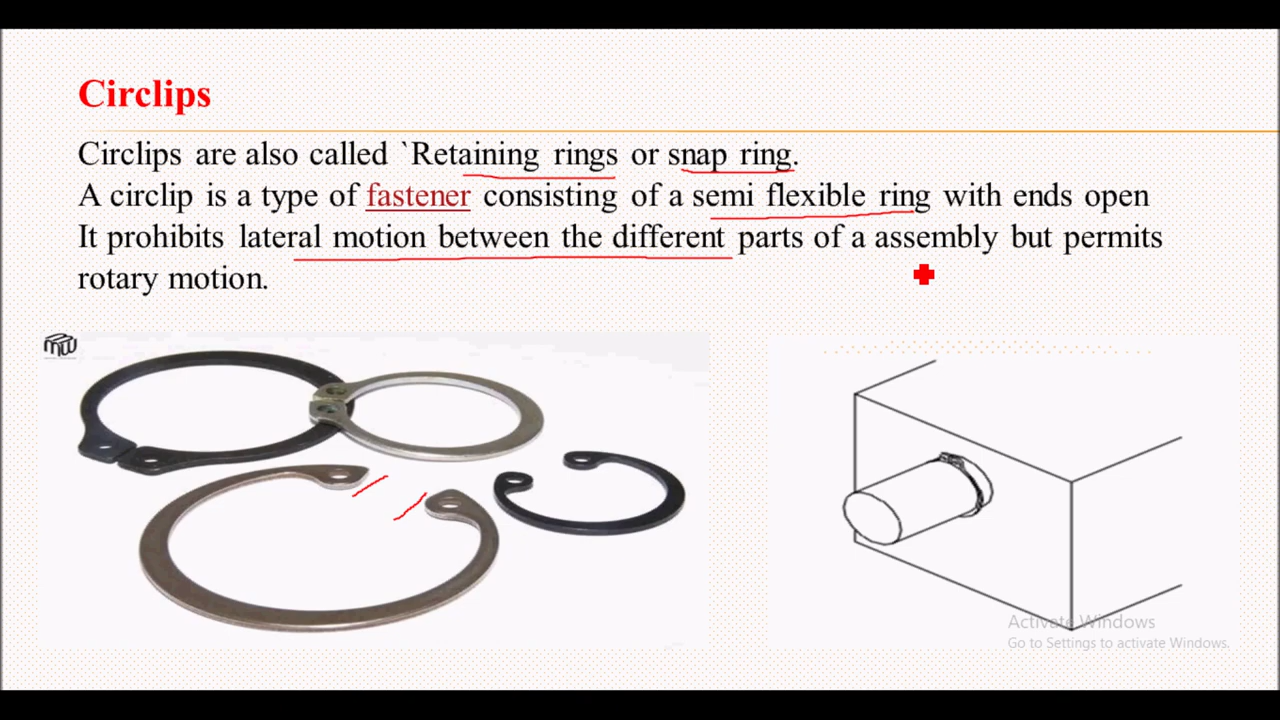 Circlips
Circlips are also called `Retaining rings or snap ring.
A circlip is a type of fastener consisting of a semi flexible ring with ends open
It prohibits lateral motion between the different parts of a assembly but permits
rotary motion.
MW
Activate Windows
Go to Settings to activate Windows.